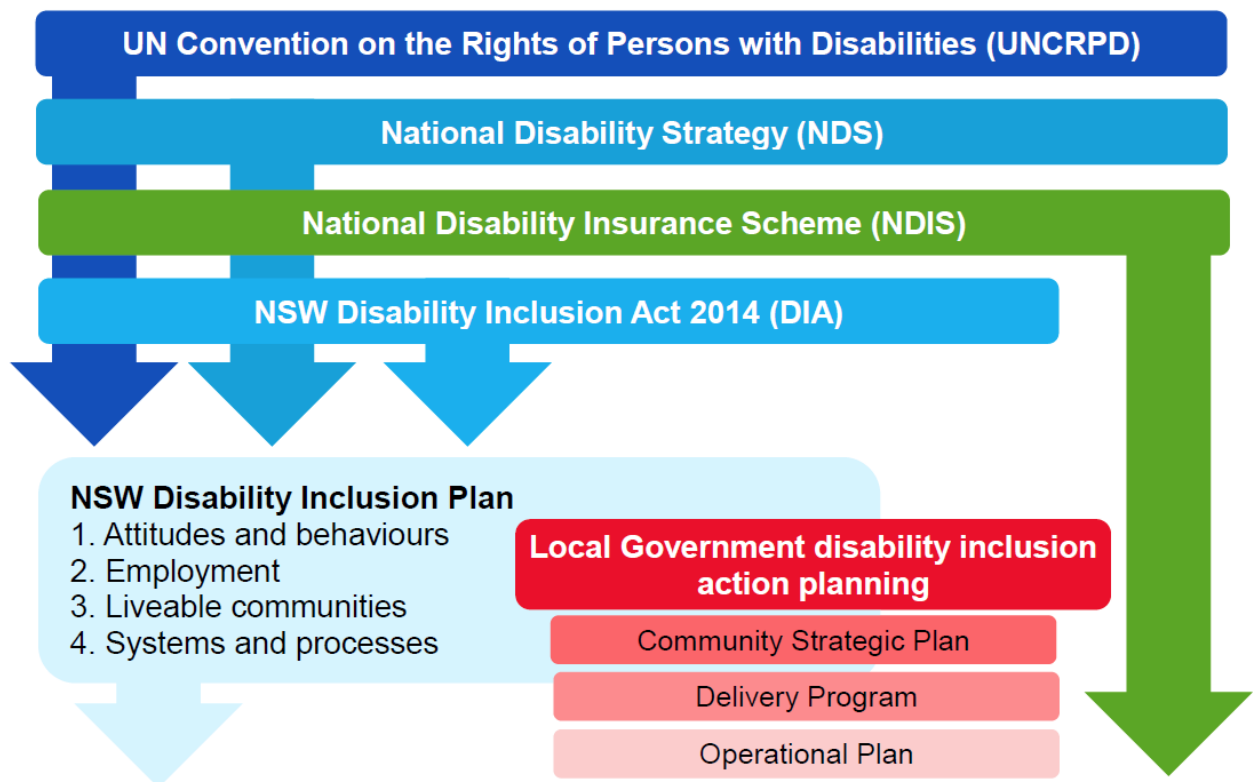 UN Convention on the Rights of Persons with Disabilities (UNCRPD)
National Disability Strategy (NDS)
National Disability Insurance Scheme (NDIS)
NSW Disability Inclusion Act 2014 (DIA)
NSW Disability Inclusion Plan
1. Attitudes and behaviours
2. Employment
3. Liveable communities
4. Systems and processes
Local Government disability inclusion
action planning
Community Strategic Plan
Delivery Program
Operational Plan